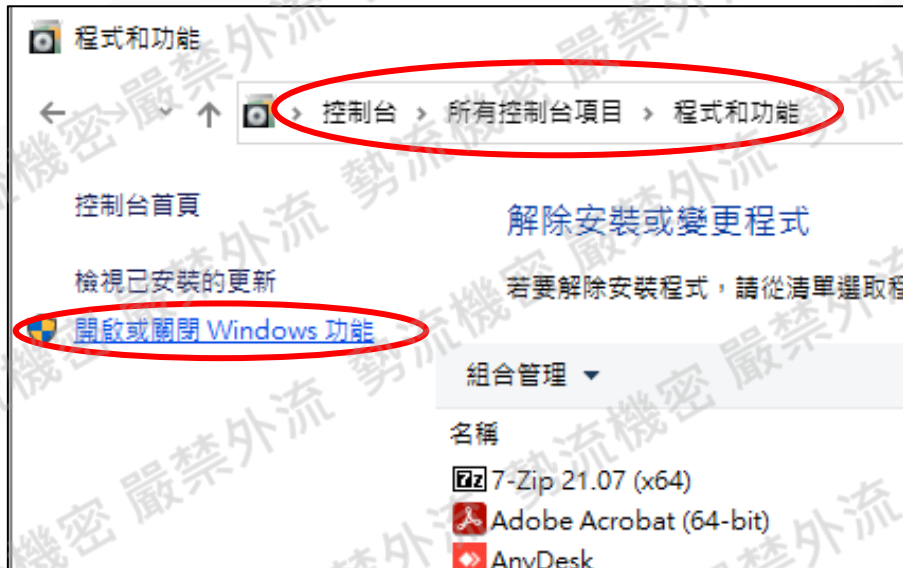 程式和功能
控制台 › 所有控制台項目 › 程式和功能
控制台首頁
解除安裝或變更程式
檢視已安裝的更新
若要解除安裝程式，請從清單選取程
開啟或關閉 Windows 功能
組合管理
名稱
7-Zip 21.07 (x64)
Adobe Acrobat (64-bit)
AnyDesk
勢流機密 嚴禁外流